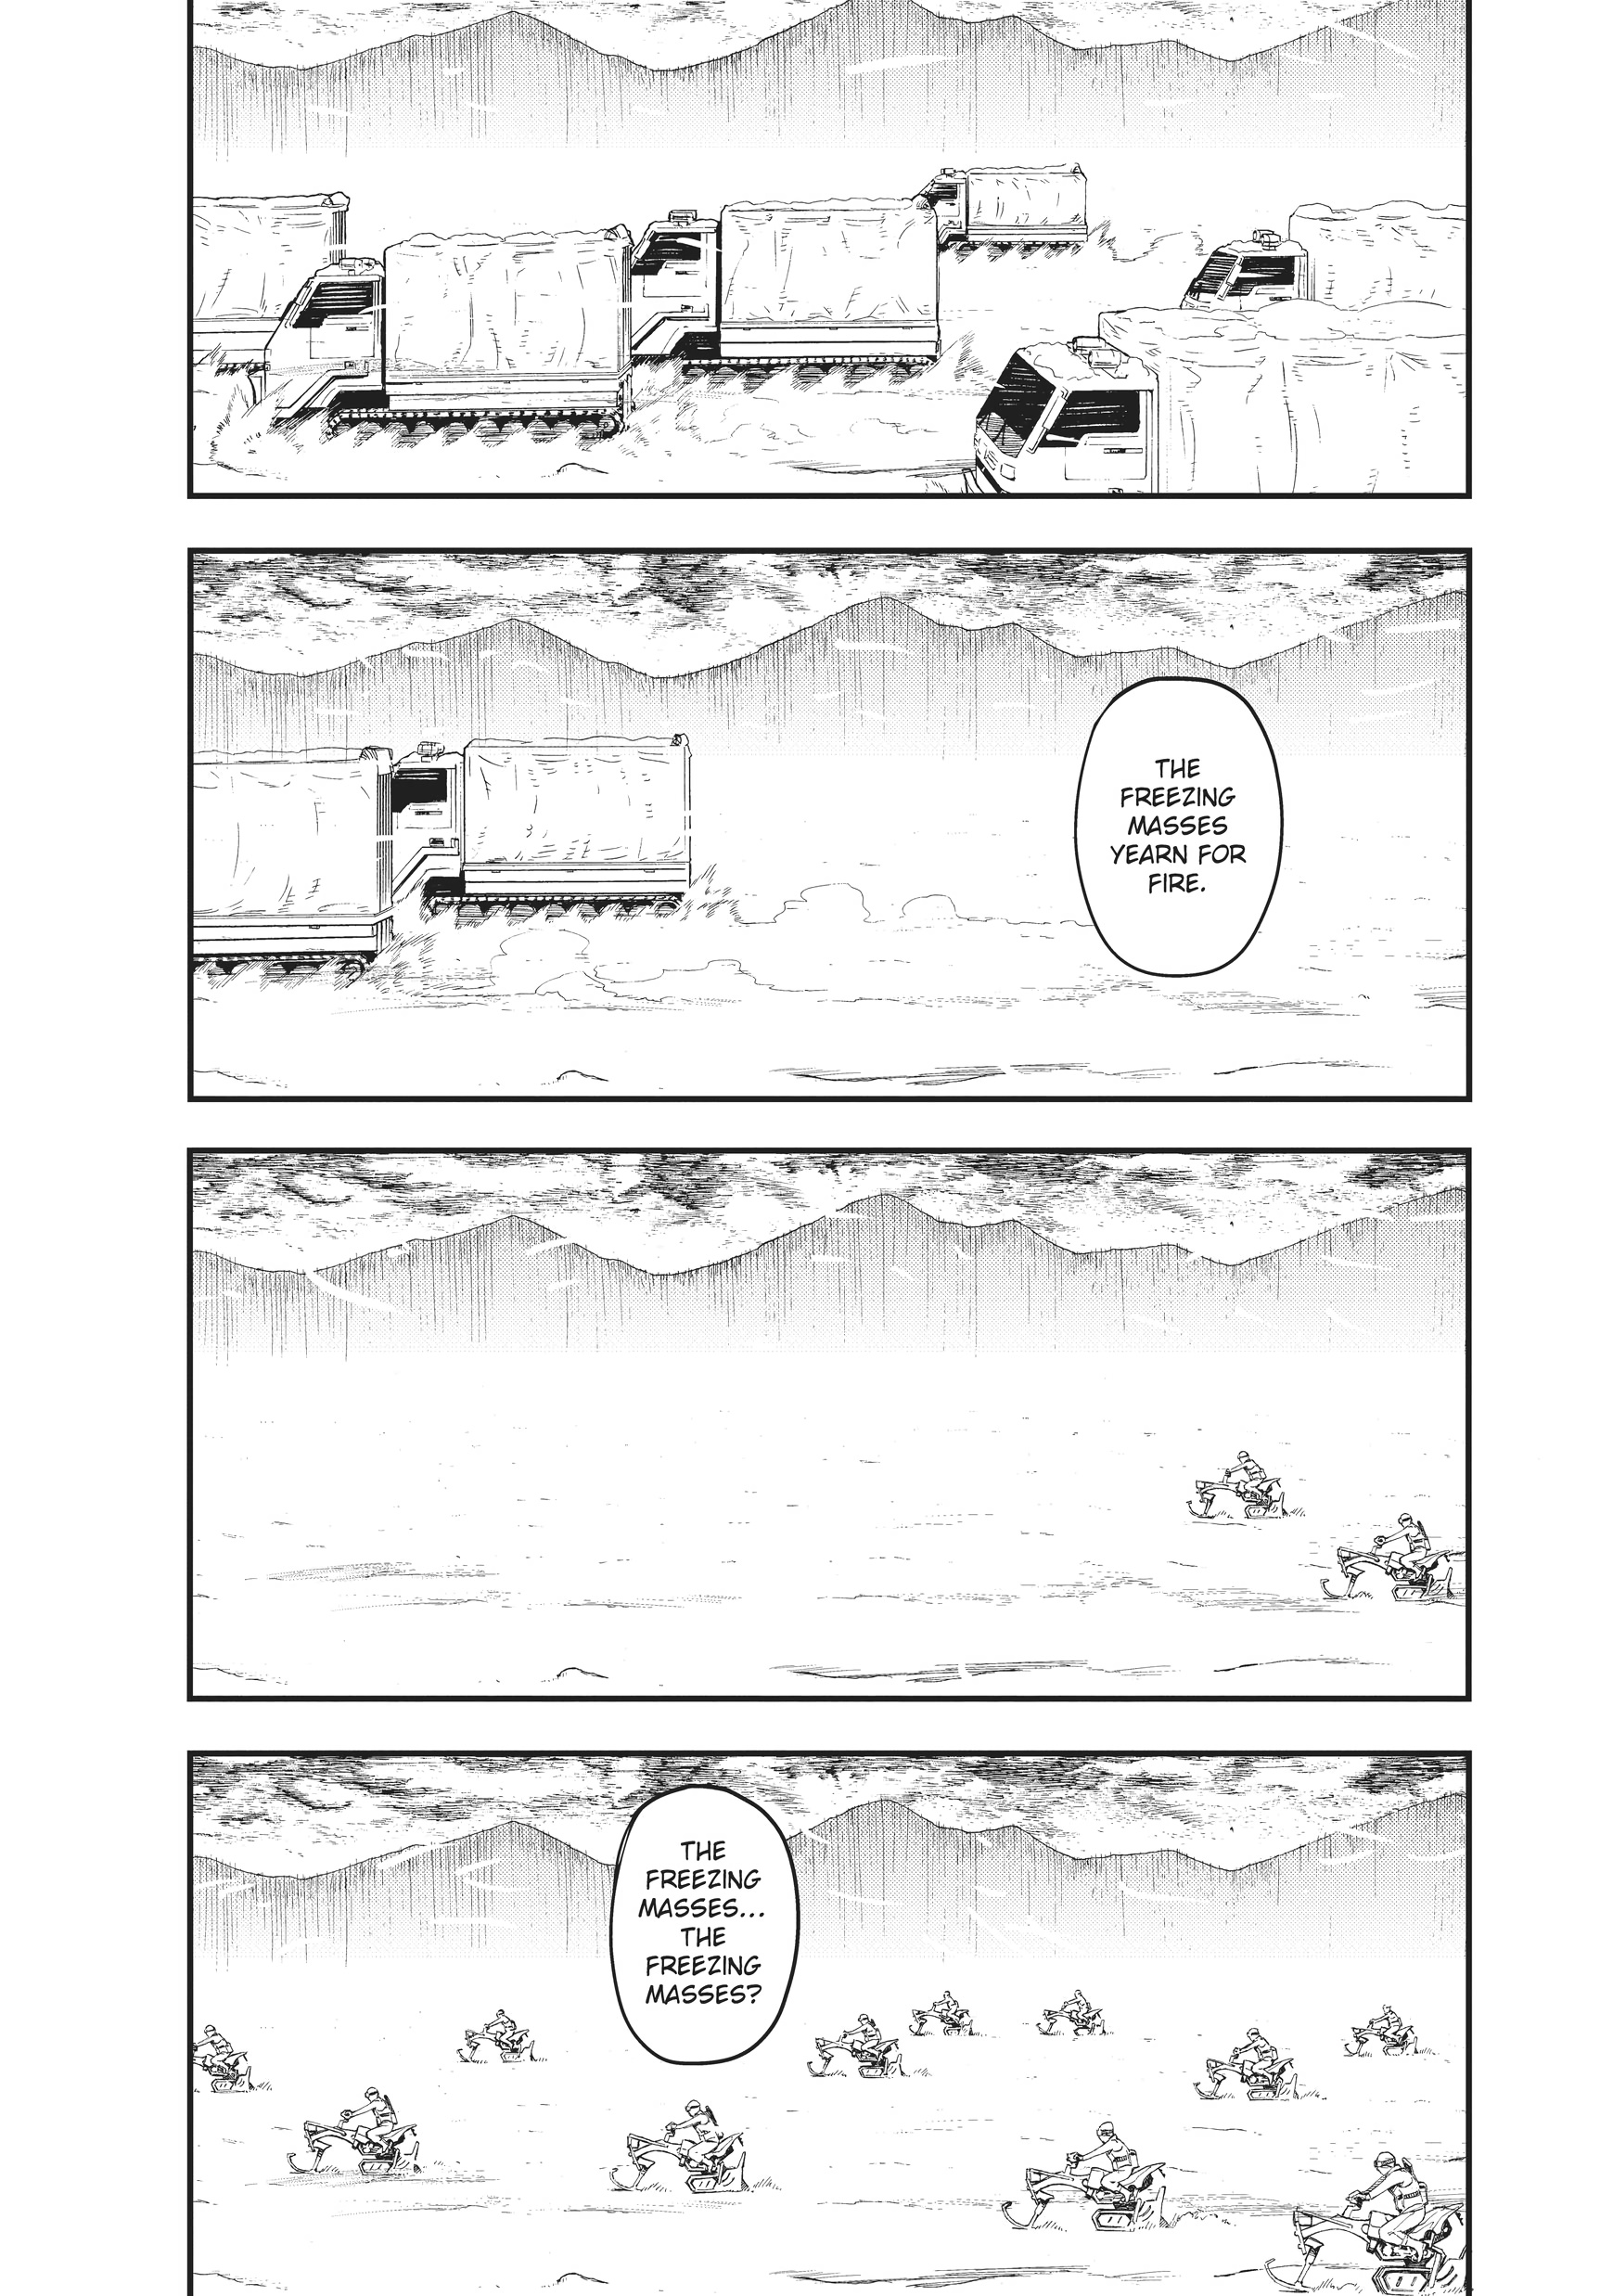 THE
FREEZING
MASSES
YEARN FOR
FIRE.
THE
FREEZING
MASSES...
THE
FREEZING
MASSES?